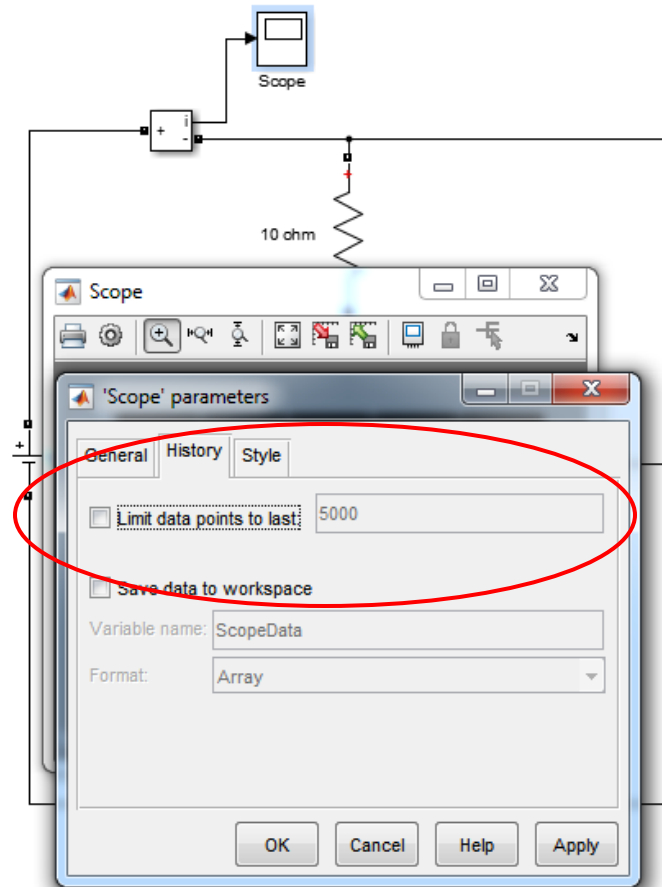 Scope
+ i
-
+
10 ohm
Scope
'Scope' parameters
+
General History Style
Limit data points to last: 5000
Save data to workspace
Variable name: ScopeData
Format: Array
OK Cancel Help Apply